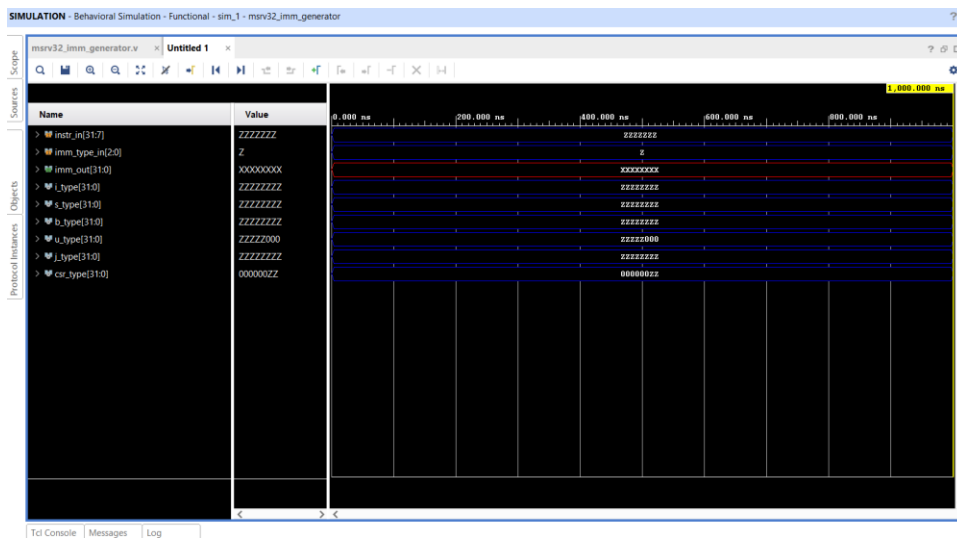 SIMULATION - Behavioral Simulation - Functional - sim_1 - msrv32_imm_generator ?
msrv32_imm_generator.v × Untitled 1 × ?
Scope
Sources
Objects
Protocol Instances
1,000.000 ns
Name Value 0.000 ns 200.000 ns 400.000 ns 600.000 ns 800.000 ns
> instr_in[31:7] ZZZZZZZ ZZZZZZZ
> imm_type_in[2:0] Z Z
> imm_out[31:0] XXXXXXXX XXXXXXXX
> i_type[31:0] ZZZZZZZZ ZZZZZZZZ
> s_type[31:0] ZZZZZZZZ ZZZZZZZZ
> b_type[31:0] ZZZZZZZZ ZZZZZZZZ
> u_type[31:0] ZZZZZ000 ZZZZZ000
> j_type[31:0] ZZZZZZZZ ZZZZZZZZ
> csr_type[31:0] 000000ZZ 000000ZZ
Tcl Console Messages Log